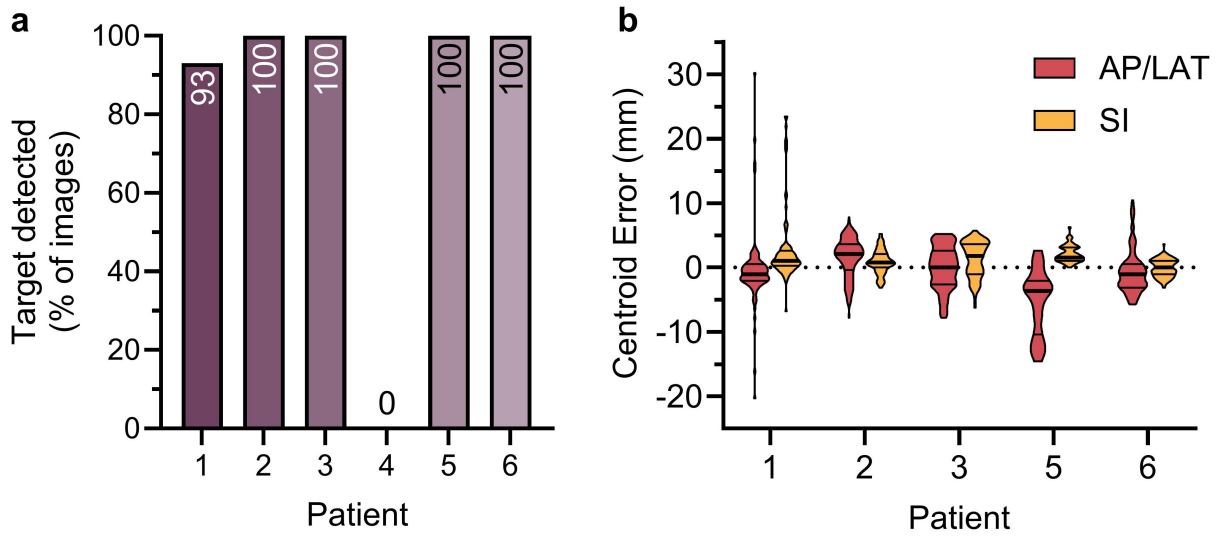 a
Target detected
(% of images)
100
80
60
40
20
0
93
100
100
0
100
100
1 2 3 4 5 6
Patient
b
Centroid Error (mm)
30
20
10
0
-10
-20
AP/LAT
SI
1 2 3 5 6
Patient